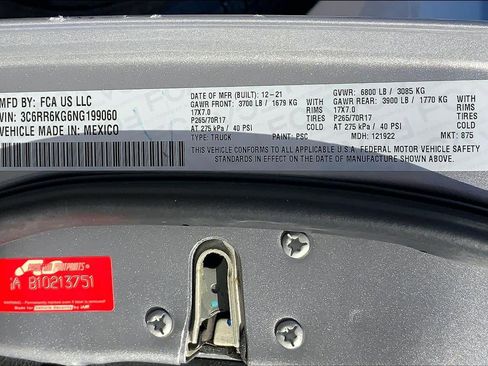 MFD BY: FCA US LLC
VIN: 3C6RR6KG6NG199060
VEHICLE MADE IN: MEXICO
DATE OF MFR (BUILT): 12-21
GAWR FRONT: 3700 LB / 1679 KG
17X7.0
P265/70R17
AT 275 kPa / 40 PSI
TYPE: TRUCK
PAINT: PSC
RIMS
TIRES
COLD
GVWR: 6800 LB / 3085 KG
GAWR REAR: 3900 LB / 1770 KG
17X7.0
P265/70R17
AT 275 kPa / 40 PSI
MDH: 121922
RIMS
TIRES
COLD
MKT: 875
THIS VEHICLE CONFORMS TO ALL APPLICABLE U.S.A. FEDERAL MOTOR VEHICLE SAFETY
STANDARDS IN EFFECT ON THE DATE OF MANUFACTURE SHOWN ABOVE.
iA B10213751